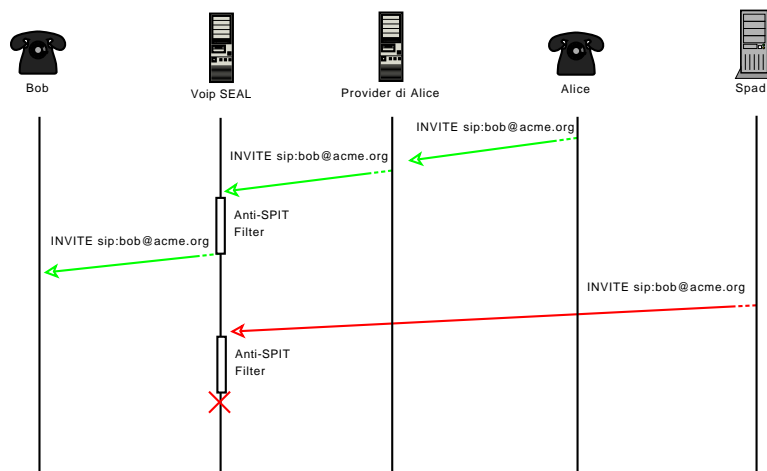 Bob
Voip SEAL
Provider di Alice
Alice
Spad
INVITE sip:bob@acme.org
INVITE sip:bob@acme.org
Anti-SPIT
Filter
INVITE sip:bob@acme.org
INVITE sip:bob@acme.org
Anti-SPIT
Filter